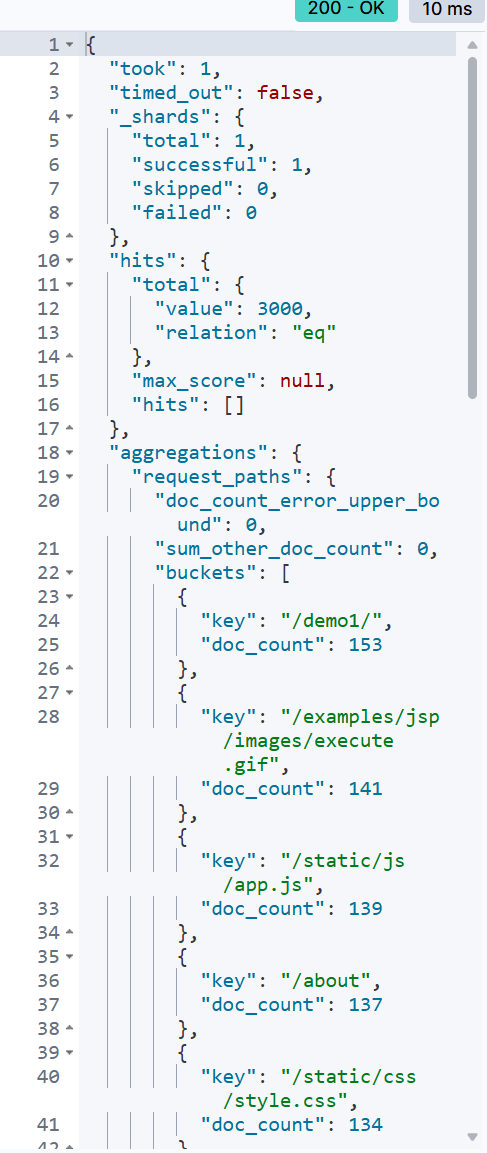 200 - OK 10 ms
1 {
2 "took": 1,
3 "timed_out": false,
4 "_shards": {
5 "total": 1,
6 "successful": 1,
7 "skipped": 0,
8 "failed": 0
9 },
10 "hits": {
11 "total": {
12 "value": 3000,
13 "relation": "eq"
14 },
15 "max_score": null,
16 "hits": []
17 },
18 "aggregations": {
19 "request_paths": {
20 "doc_count_error_upper_bo
und": 0,
21 "sum_other_doc_count": 0,
22 "buckets": [
23 {
24 "key": "/demo1/",
25 "doc_count": 153
26 },
27 {
28 "key": "/examples/jsp
/images/execute
.gif",
29 "doc_count": 141
30 },
31 {
32 "key": "/static/js
/app.js",
33 "doc_count": 139
34 },
35 {
36 "key": "/about",
37 "doc_count": 137
38 },
39 {
40 "key": "/static/css
/style.css",
41 "doc_count": 134
42 }